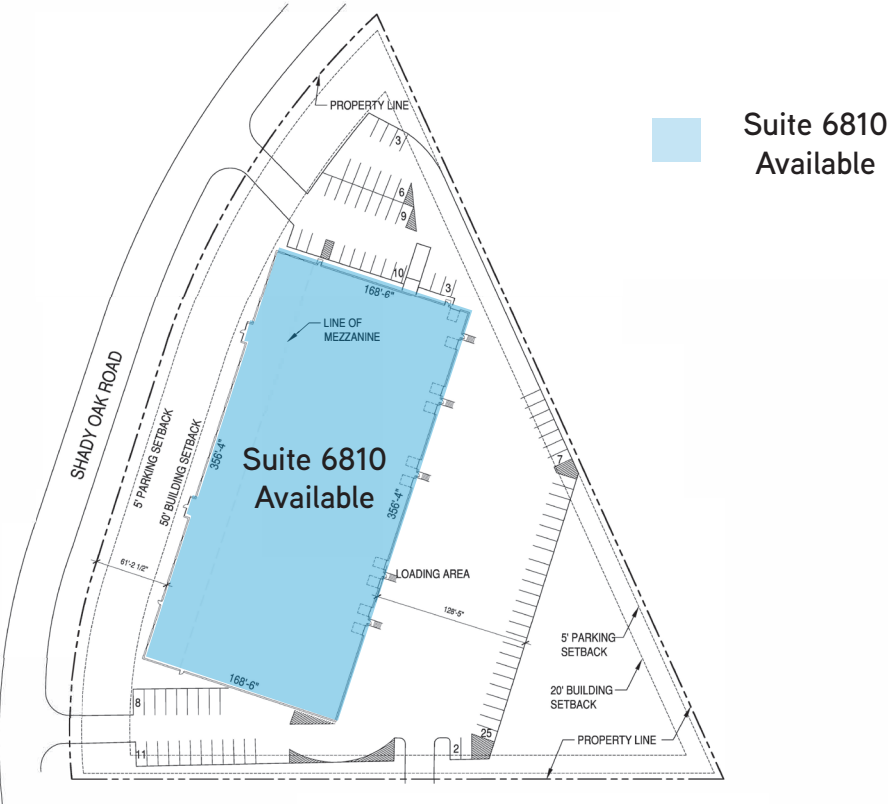 Suite 6810
Available
PROPERTY LINE
3
6
9
10
3
168'-6"
LINE OF
MEZZANINE
SHADY OAK ROAD
5' PARKING SETBACK
50' BUILDING SETBACK
356'-4"
Suite 6810
Available
356'-4"
7
61'-2 1/2"
LOADING AREA
128'-5"
5' PARKING
SETBACK
20' BUILDING
SETBACK
168'-6"
8
11
2
25
PROPERTY LINE